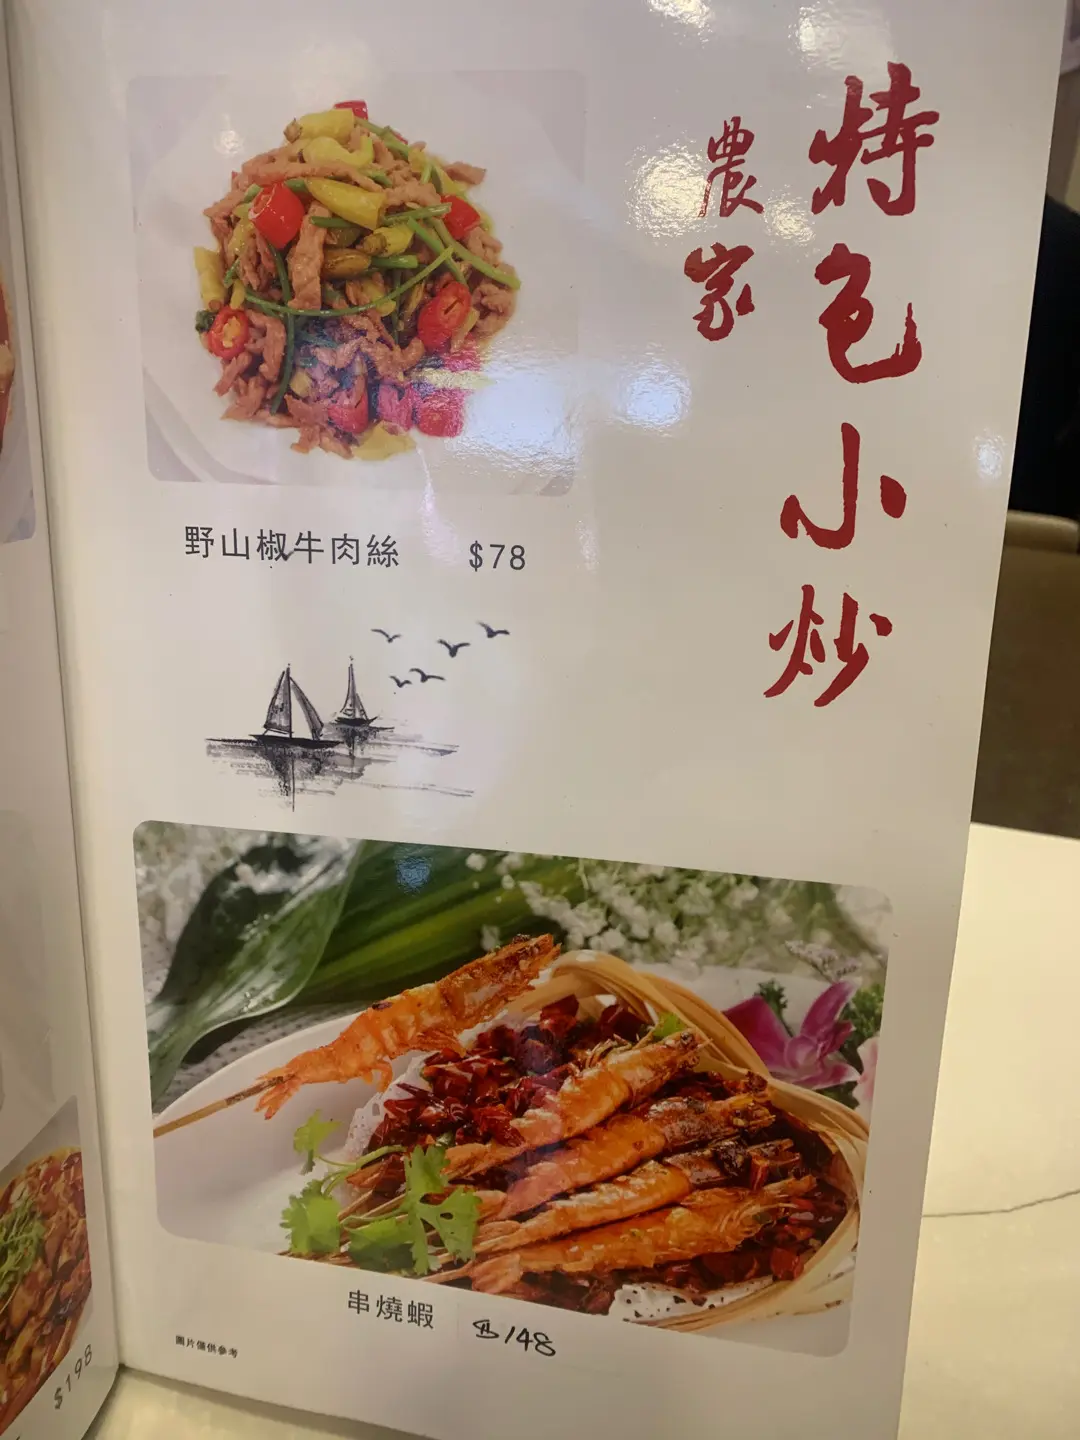 特色小炒
農家
野山椒牛肉絲 $78
串燒蝦 $148
圖片僅供參考
$198